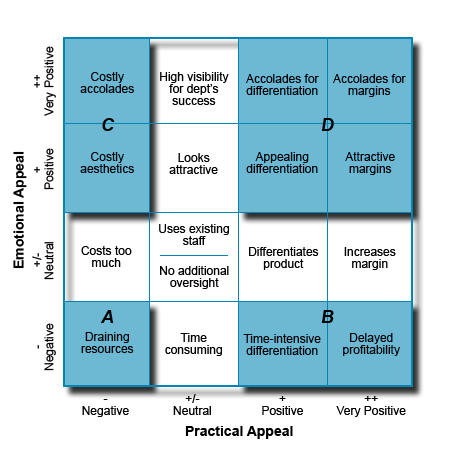 Emotional Appeal
++
Very Positive
+
Positive
+/-
Neutral
-
Negative
Costly
accolades
High visibility
for dept's
success
Accolades for
differentiation
Accolades for
margins
C
D
Costly
aesthetics
Looks
attractive
Appealing
differentiation
Attractive
margins
Costs too
much
Uses existing
staff
No additional
oversight
Differentiates
product
Increases
margin
A
B
Draining
resources
Time
consuming
Time-intensive
differentiation
Delayed
profitability
-
Negative
+/-
Neutral
+
Positive
++
Very Positive
Practical Appeal